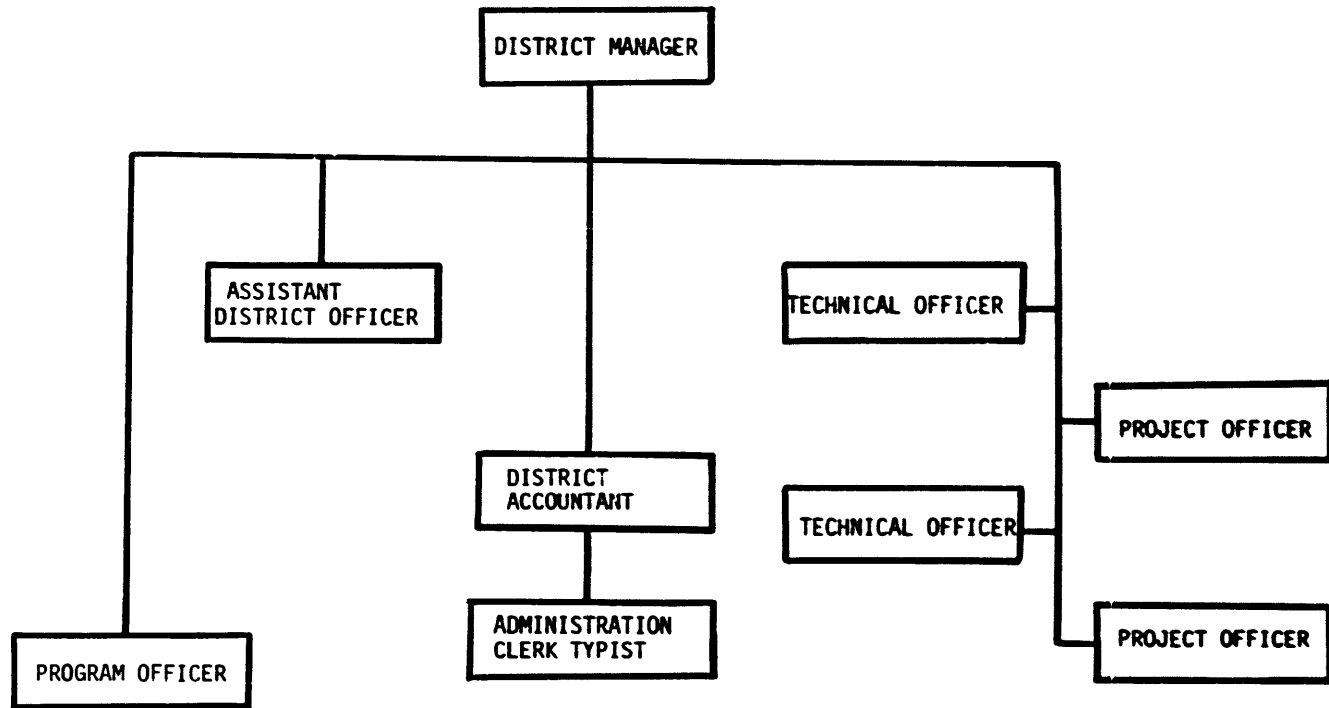 DISTRICT MANAGER
ASSISTANT
DISTRICT OFFICER
TECHNICAL OFFICER
PROJECT OFFICER
DISTRICT
ACCOUNTANT
TECHNICAL OFFICER
ADMINISTRATION
CLERK TYPIST
PROJECT OFFICER
PROGRAM OFFICER